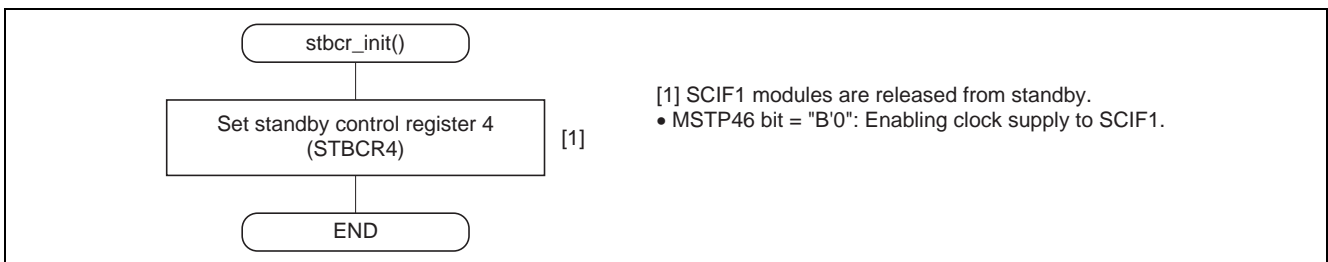 stbcr_init()
Set standby control register 4
(STBCR4)
[1]
[1] SCIF1 modules are released from standby.
• MSTP46 bit = "B'0": Enabling clock supply to SCIF1.
END